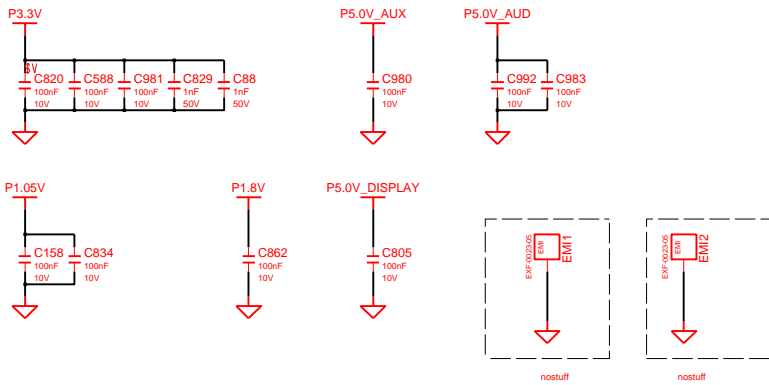 P3.3V
P5.0V_AUX
P5.0V_AUD
C820
100nF
10V
C588
100nF
10V
C981
100nF
10V
C829
1nF
50V
C88
1nF
50V
C980
100nF
10V
C992
100nF
10V
C983
100nF
10V
P1.05V
P1.8V
P5.0V_DISPLAY
C158
100nF
10V
C834
100nF
10V
C862
100nF
10V
C805
100nF
10V
EXF-0023-05
EMI
EMI1
EXF-0023-05
EMI
EMI2
nostuff
nostuff